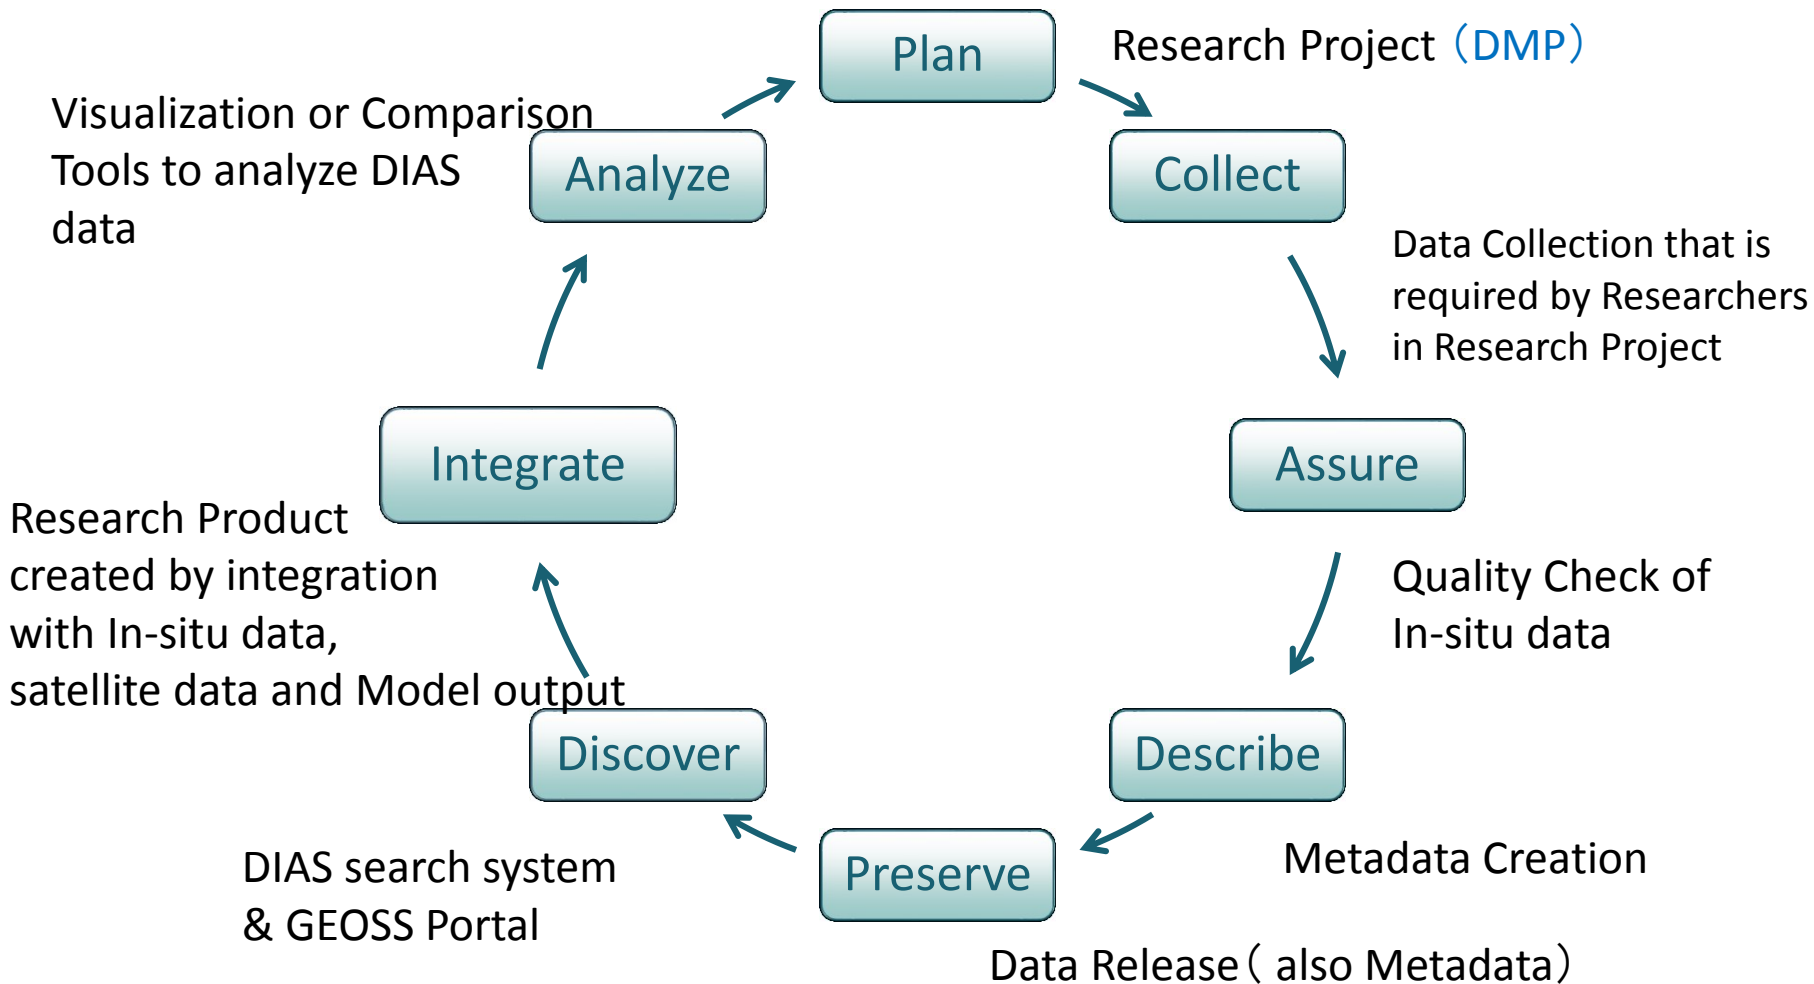 Plan
Research Project（DMP）
Collect
Data Collection that is
required by Researchers
in Research Project
Assure
Quality Check of
In-situ data
Describe
Metadata Creation
Preserve
Data Release（ also Metadata）
Discover
DIAS search system
& GEOSS Portal
Integrate
Research Product
created by integration
with In-situ data,
satellite data and Model output
Analyze
Visualization or Comparison
Tools to analyze DIAS
data